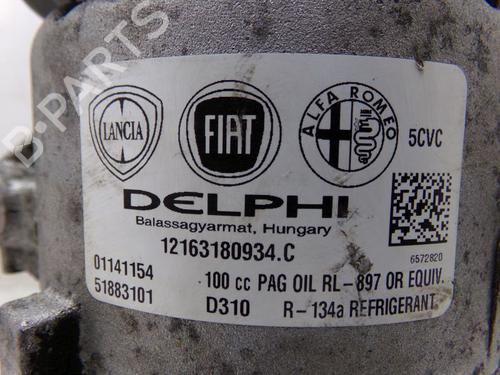 B-PARTS
LANCIA
FIAT
ALFA ROMEO
5CVC
DELPHI
Balassagyarmat, Hungary
12163180934.C
6572820
01141154
100 cc PAG OIL RL-897 OR EQUIV.
51883101
D310
R-134a REFRIGERANT.